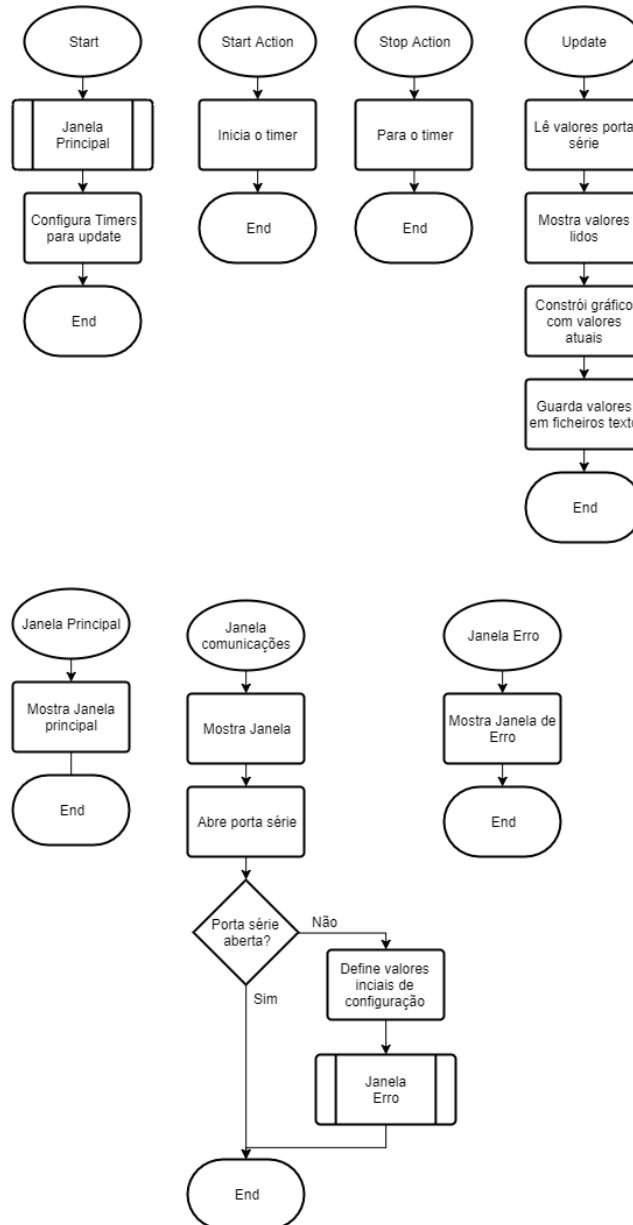 Start
Janela
Principal
Configura Timers
para update
End
Start Action
Inicia o timer
End
Stop Action
Para o timer
End
Update
Lê valores porta
série
Mostra valores
lidos
Constrói gráfico
com valores
atuais
Guarda valores
em ficheiros texto
End
Janela Principal
Mostra Janela
principal
End
Janela
comunicações
Mostra Janela
Abre porta série
Porta série
aberta?
Não
Sim
Define valores
inciais de
configuração
Janela
Erro
End
Janela Erro
Mostra Janela de
Erro
End